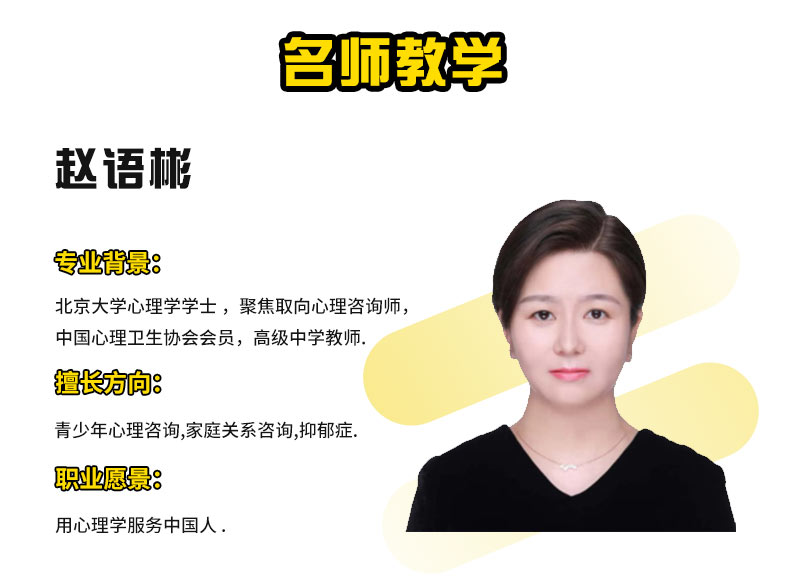 名师教学
赵语彬
专业背景：
北京大学心理学学士，聚焦取向心理咨询师，
中国心理卫生协会会员，高级中学教师.
擅长方向：
青少年心理咨询,家庭关系咨询,抑郁症.
职业愿景：
用心理学服务中国人 .